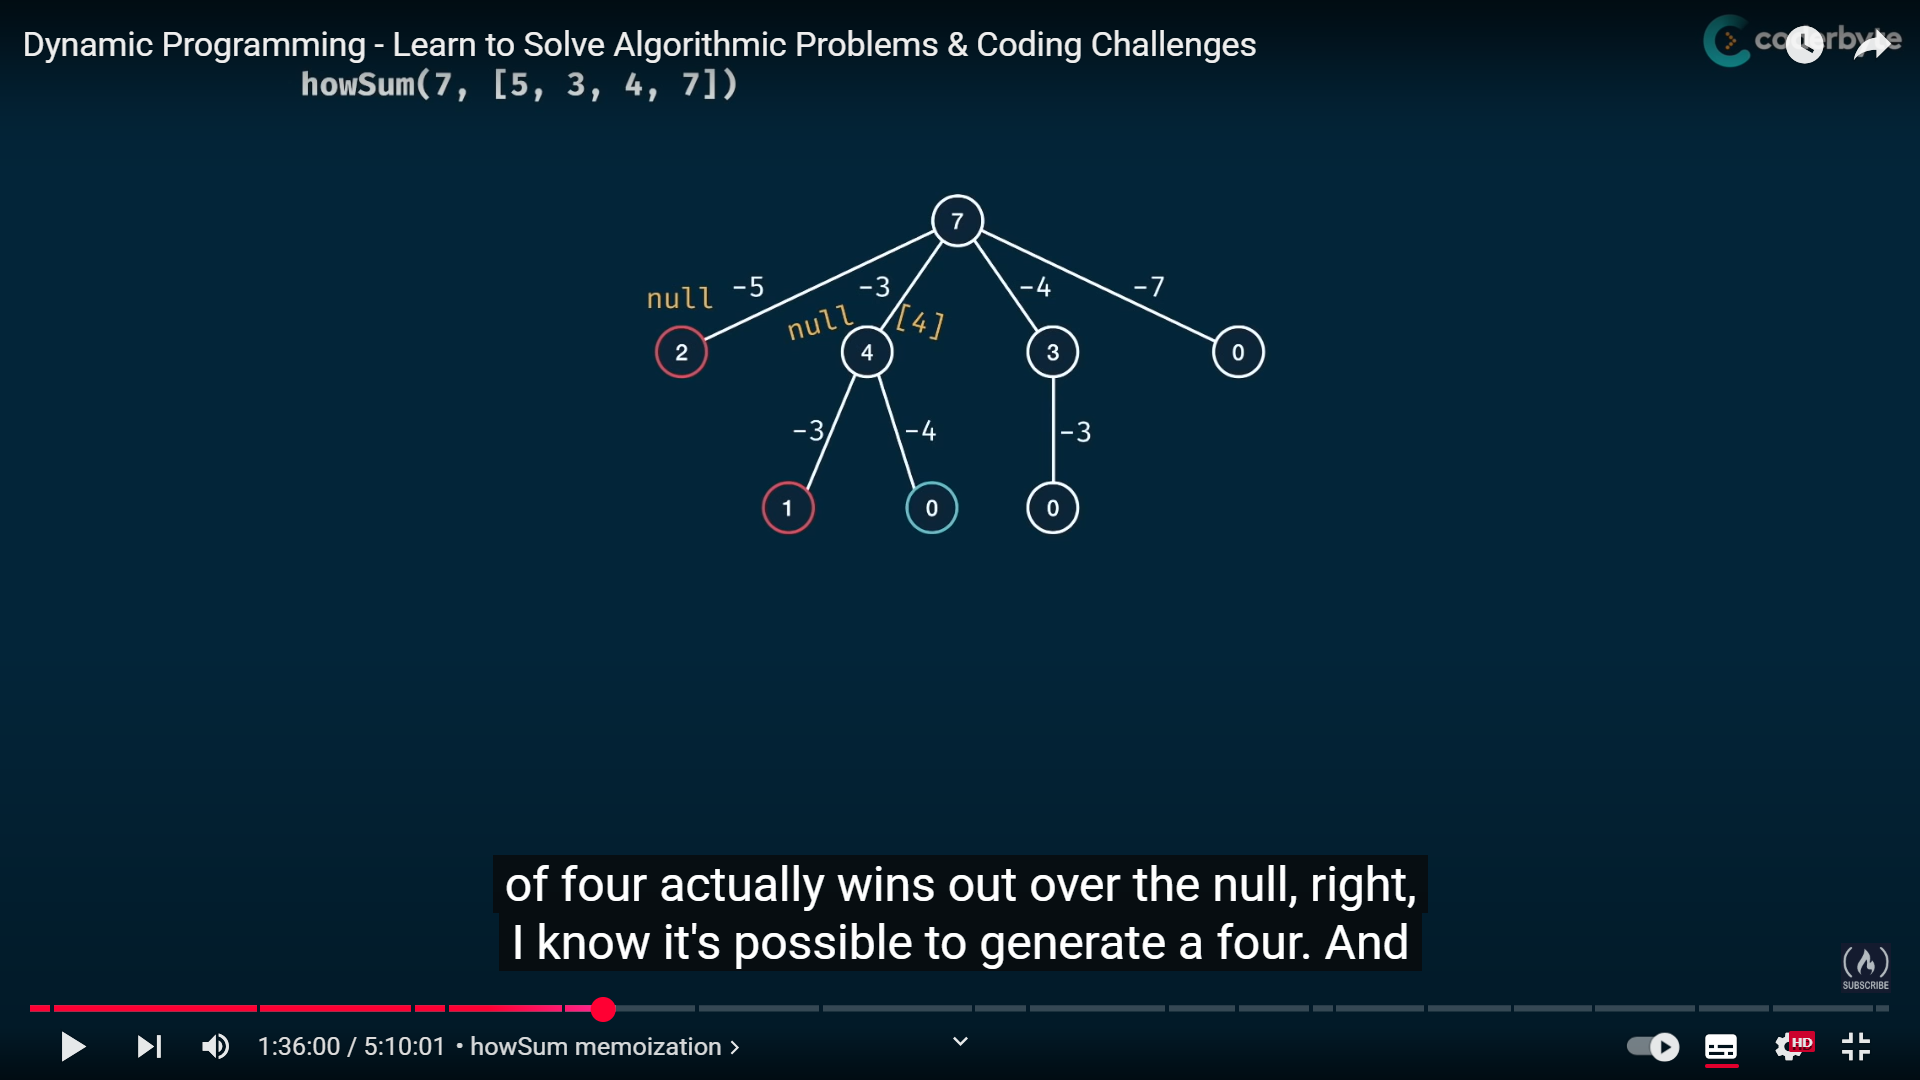 Dynamic Programming - Learn to Solve Algorithmic Problems & Coding Challenges
coderbyte
howSum(7, [5, 3, 4, 7])
7
-5 -3 -4 -7
null null [4]
2 4 3 0
-3 -4 -3
1 0 0
of four actually wins out over the null, right,
I know it's possible to generate a four. And
SUBSCRIBE
1:36:00 / 5:10:01 • howSum memoization >
HD